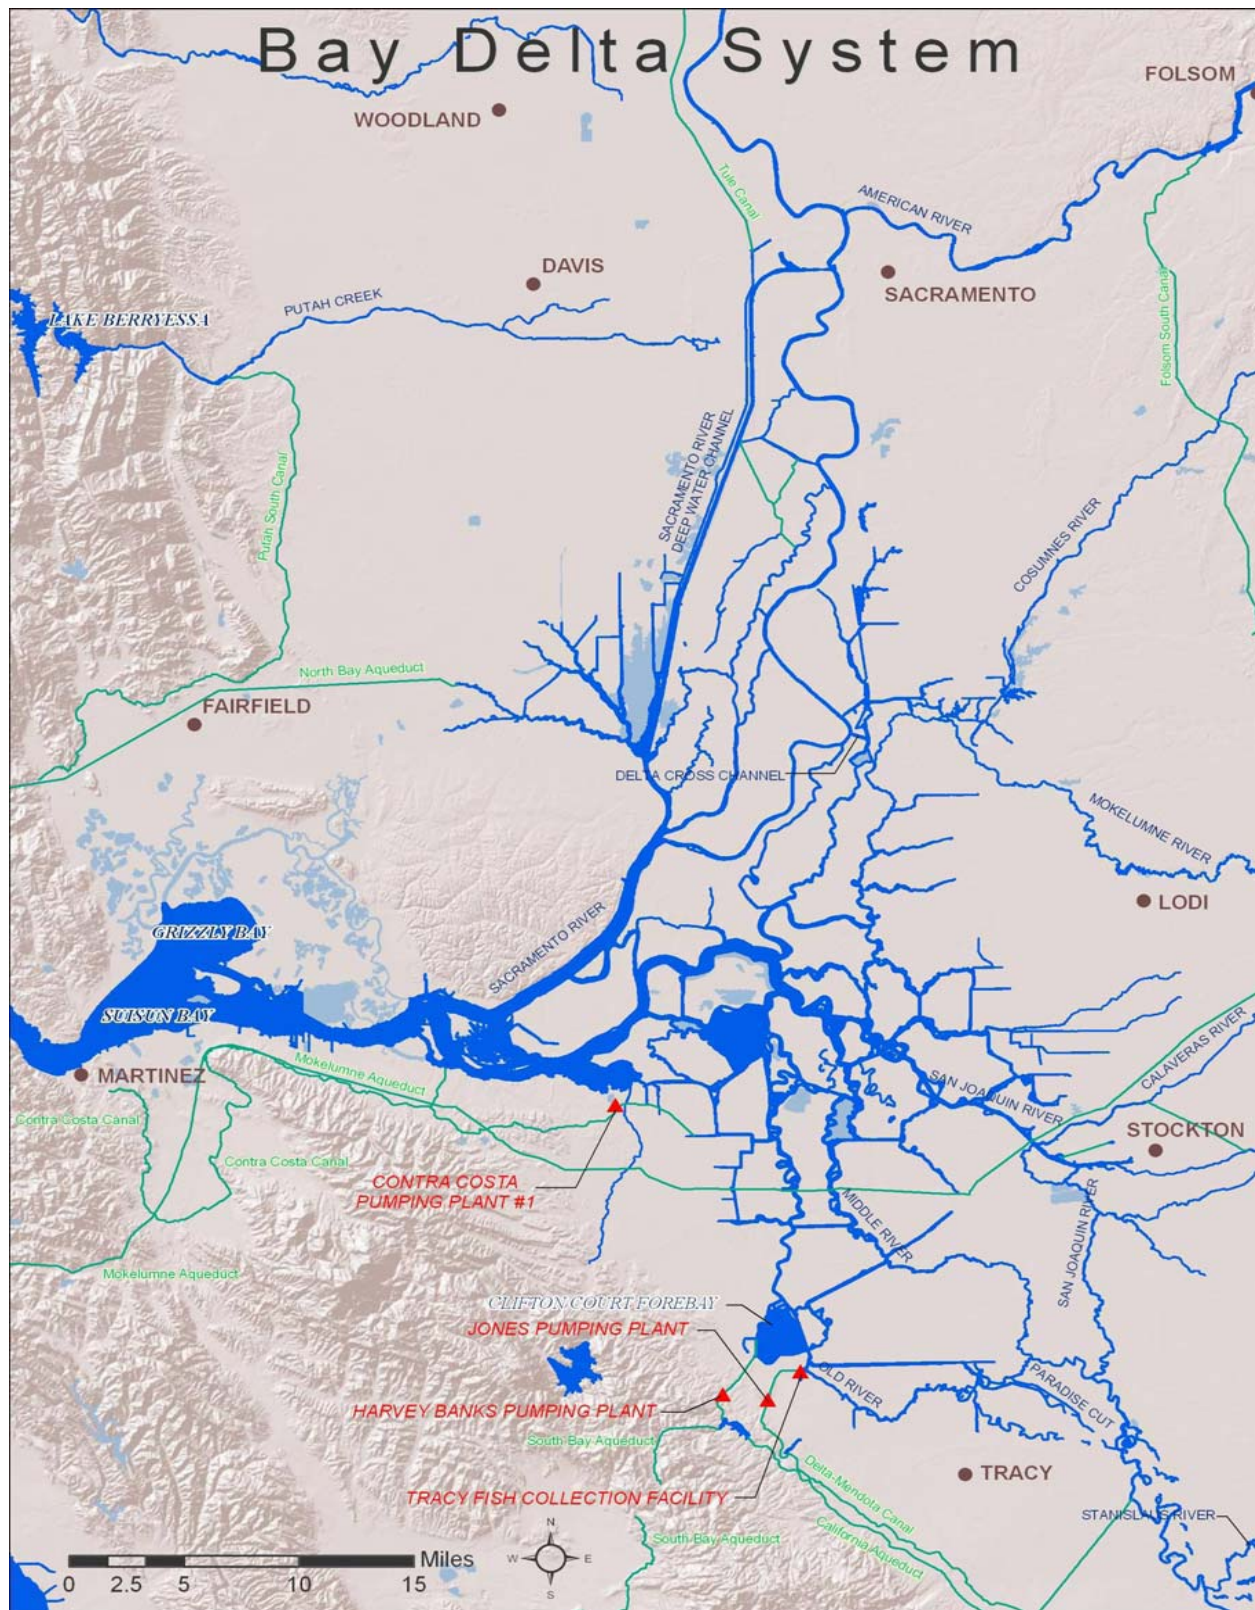 Bay Delta System
FOLSOM
WOODLAND
Tule Canal
AMERICAN RIVER
DAVIS
SACRAMENTO
PUTAH CREEK
LAKE BERRYESSA
Folsom South Canal
SACRAMENTO RIVER
DEEP WATER CHANNEL
Putah South Canal
COSUMNES RIVER
North Bay Aqueduct
FAIRFIELD
DELTA CROSS CHANNEL
MOKELUMNE RIVER
LODI
GRIZZLY BAY
SACRAMENTO RIVER
SUISUN BAY
MARTINEZ
Mokelumne Aqueduct
CALAVERAS RIVER
SAN JOAQUIN RIVER
Contra Costa Canal
STOCKTON
Contra Costa Canal
CONTRA COSTA
PUMPING PLANT #1
MIDDLE RIVER
SAN JOAQUIN RIVER
Mokelumne Aqueduct
CLIFTON COURT FOREBAY
JONES PUMPING PLANT
OLD RIVER
PARADISE CUT
HARVEY BANKS PUMPING PLANT
South Bay Aqueduct
TRACY
Delta-Mendota Canal
TRACY FISH COLLECTION FACILITY
STANISLAUS RIVER
California Aqueduct
South Bay Aqueduct
N
W E
S
Miles
0 2.5 5 10 15